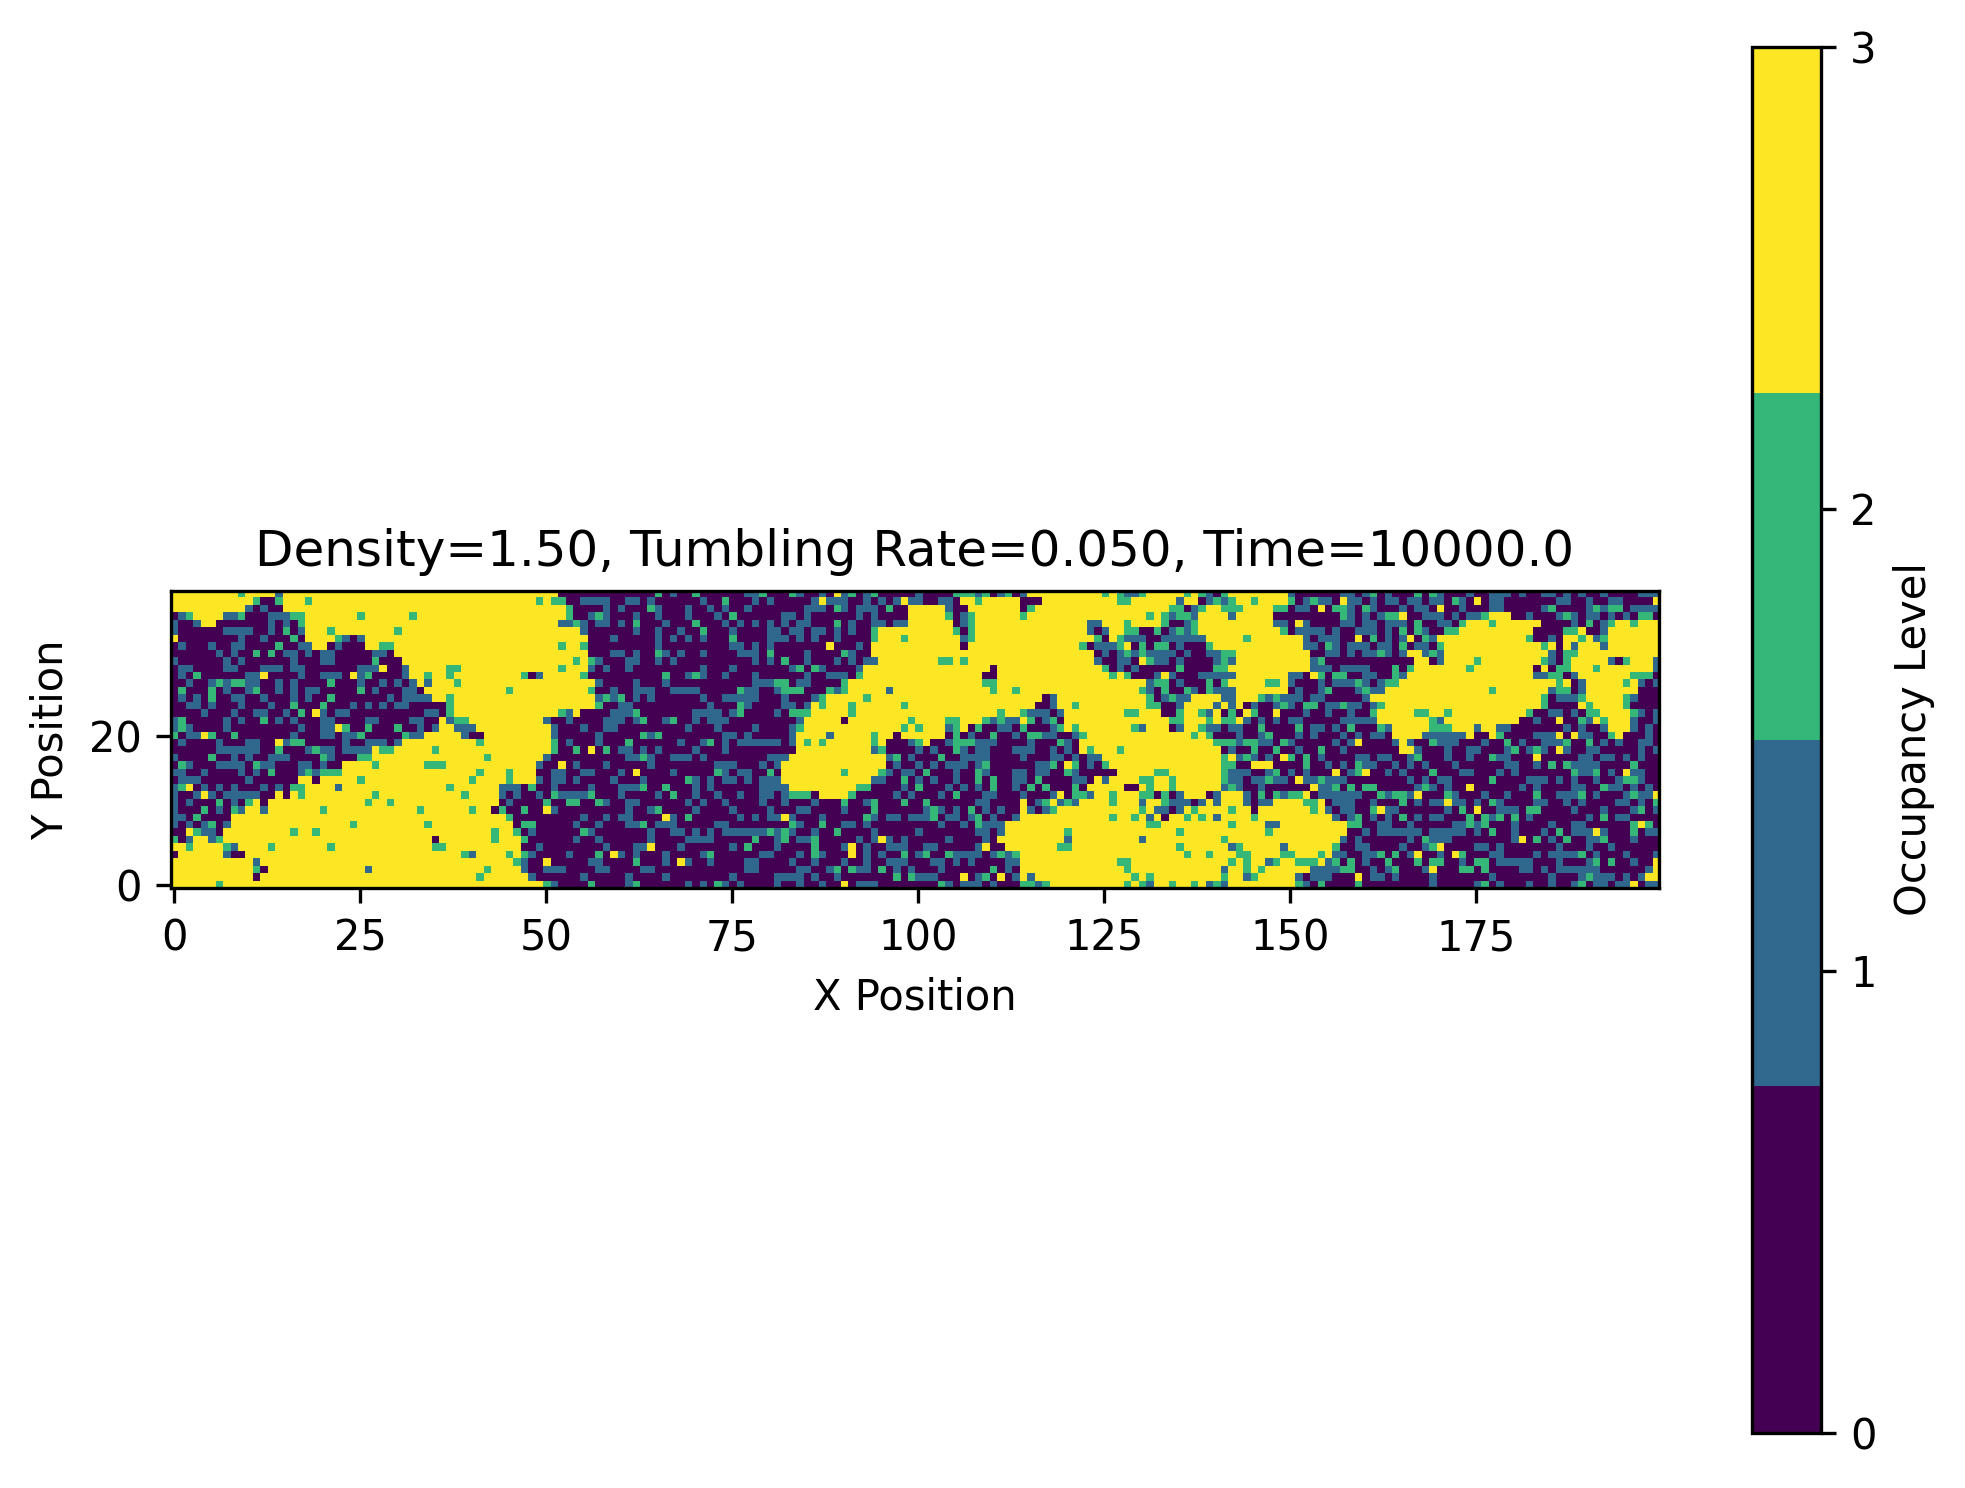 Density=1.50, Tumbling Rate=0.050, Time=10000.0
Y Position
20
0
0 25 50 75 100 125 150 175
X Position
3
2
1
0
Occupancy Level